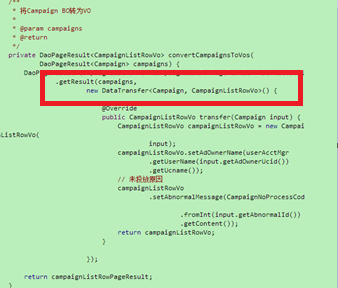 /**
* 将Campaign BO转为VO
*
* @param campaigns
* @return
*/
private DaoPageResult<CampaignListRowVo> convertCampaignsToVos(
DaoPageResult<Campaign> campaigns) {
.getResult(campaigns,
new DataTransfer<Campaign, CampaignListRowVo>() {
@Override
public CampaignListRowVo transfer(Campaign input) {
CampaignListRowVo campaignListRowVo = new Campai
nListRowVo(
input);
campaignListRowVo.setAdOwnerName(userAcctMgr
.getUserName(input.getAdOwnerUcid())
.getUcname());
// 未投放原因
campaignListRowVo
.setAbnormalMessage(CampaignNoProcessCod
.fromInt(input.getAbnormalId())
.getContent());
return campaignListRowVo;
}
});
return campaignListRowPageResult;
}